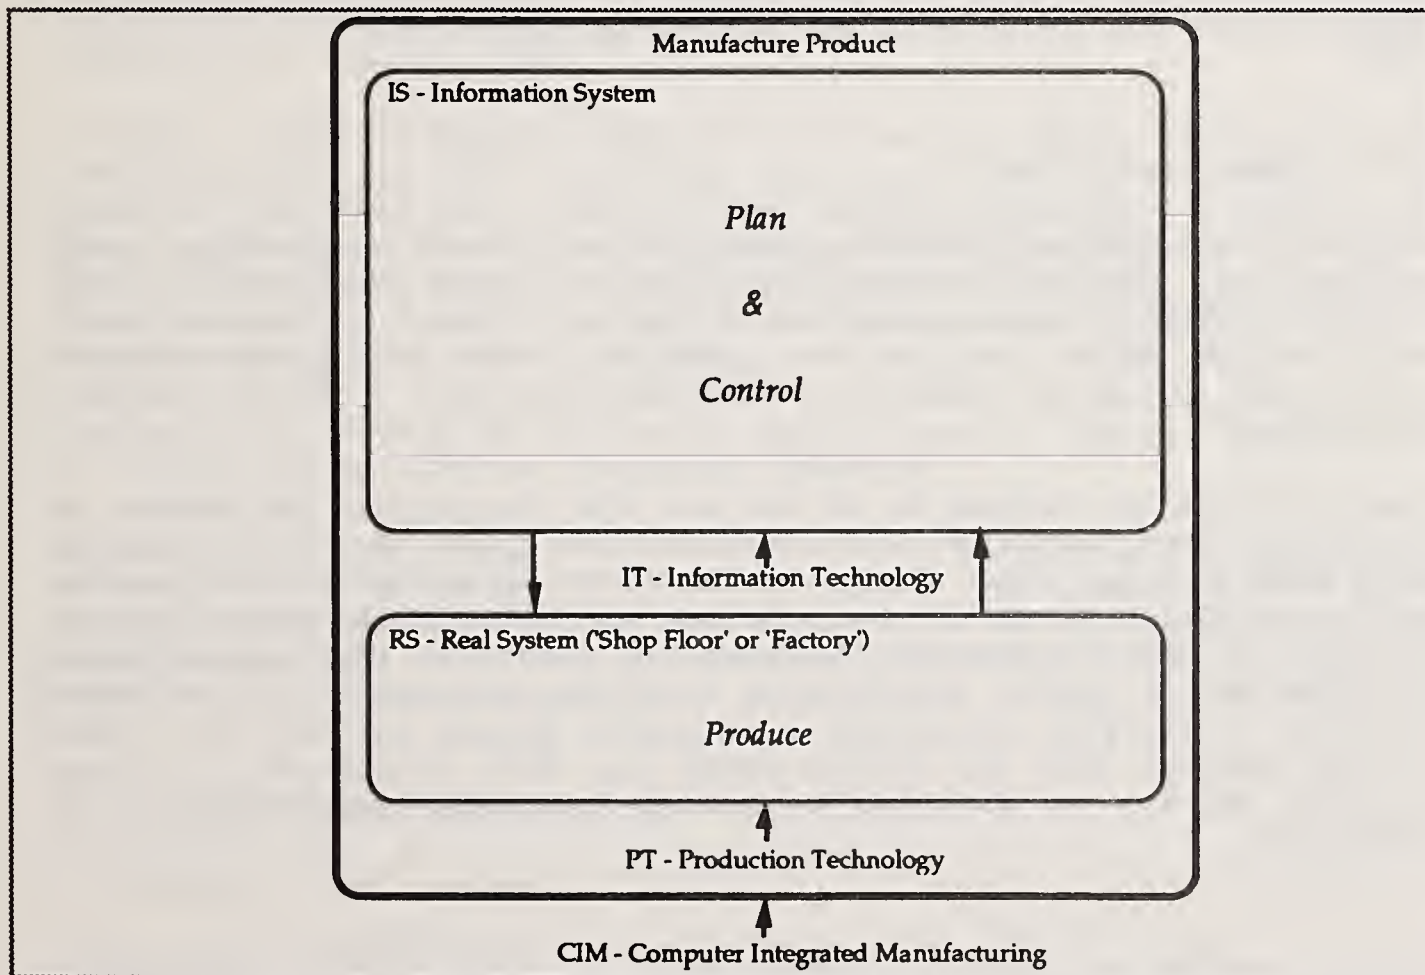 Manufacture Product
IS - Information System
Plan
&
Control
IT - Information Technology
RS - Real System ('Shop Floor' or 'Factory')
Produce
PT - Production Technology
CIM - Computer Integrated Manufacturing